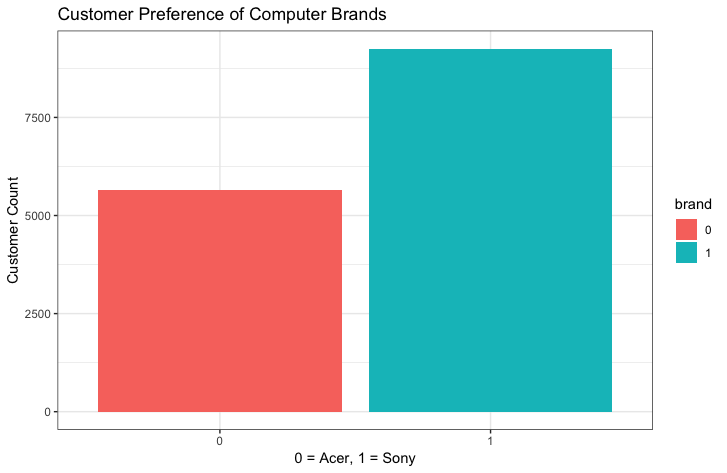 Customer Preference of Computer Brands
Customer Count
7500
5000
2500
0
0
1
0 = Acer, 1 = Sony
brand
0
1